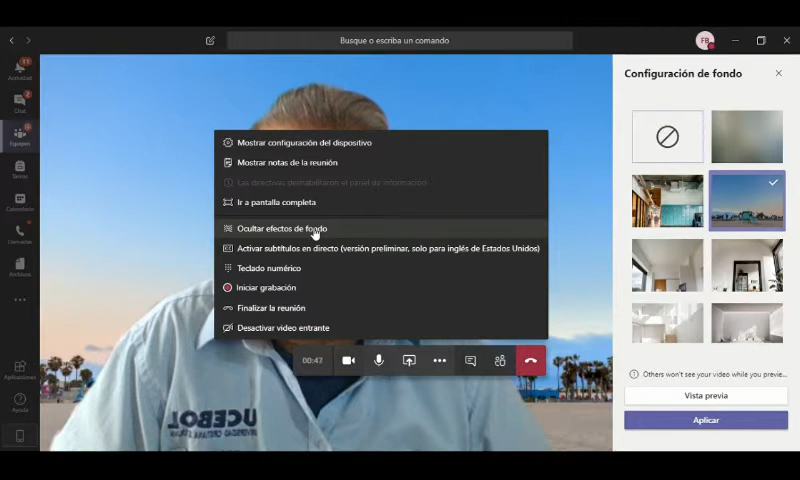 Busque o escriba un comando
FB
11
Actividad
Chat
Equipos
Tareas
Calendario
Llamadas
Archivos
Aplicaciones
Ayuda
Mostrar configuración del dispositivo
Mostrar notas de la reunión
Las directivas deshabilitaron el panel de información
Ir a pantalla completa
Ocultar efectos de fondo
Activar subtítulos en directo (versión preliminar, solo para inglés de Estados Unidos)
Teclado numérico
Iniciar grabación
Finalizar la reunión
Desactivar video entrante
00:47
UCEBOL
Configuración de fondo
Others won't see your video while you previe...
Vista previa
Aplicar